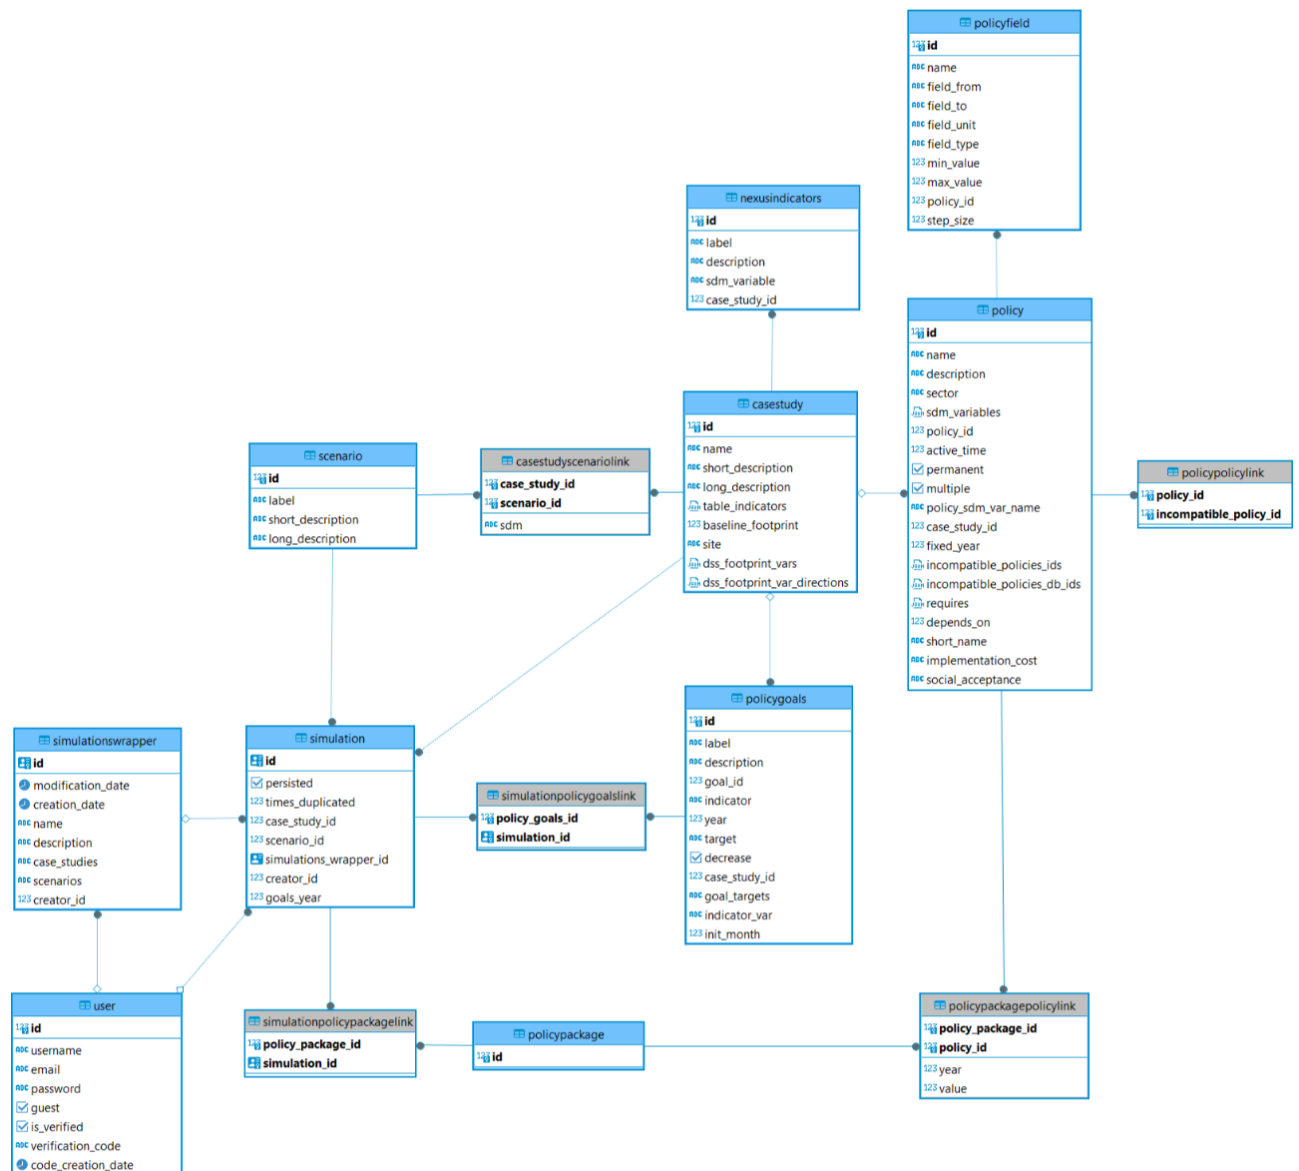 policyfield
id
name
field_from
field_to
field_unit
field_type
min_value
max_value
policy_id
step_size
nexusindicators
id
label
description
sdm_variable
case_study_id
policy
id
name
description
sector
sdm_variables
policy_id
active_time
permanent
multiple
policy_sdm_var_name
case_study_id
fixed_year
incompatible_policies_ids
incompatible_policies_db_ids
requires
depends_on
short_name
implementation_cost
social_acceptance
casestudy
id
name
short_description
long_description
table_indicators
baseline_footprint
site
dss_footprint_vars
dss_footprint_var_directions
scenario
id
label
short_description
long_description
casestudyscenariolink
case_study_id
scenario_id
sdm
policypolicylink
policy_id
incompatible_policy_id
policygoals
id
label
description
goal_id
indicator
year
target
decrease
case_study_id
goal_targets
indicator_var
init_month
simulationswrapper
id
modification_date
creation_date
name
description
case_studies
scenarios
creator_id
simulation
id
persisted
times_duplicated
case_study_id
scenario_id
simulations_wrapper_id
creator_id
goals_year
simulationpolicygoalslink
policy_goals_id
simulation_id
user
id
username
email
password
guest
is_verified
verification_code
code_creation_date
simulationpolicypackagelink
policy_package_id
simulation_id
policypackage
id
policypackagepolicylink
policy_package_id
policy_id
year
value